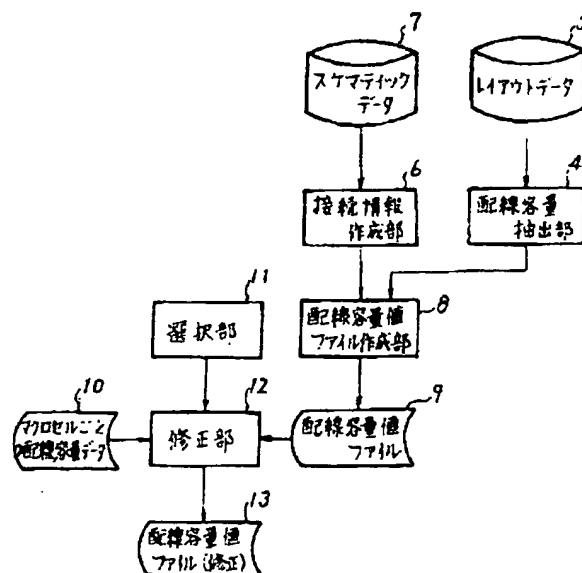 7
スケマティック
データ
レイアウトデータ
6
接続情報
作成部
4
配線容量
抽出部
11
選択部
配線容量値
ファイル作成部
8
10
マクロセルごと
の配線容量データ
12
修正部
9
配線容量値
ファイル
13
配線容量値
ファイル(修正)